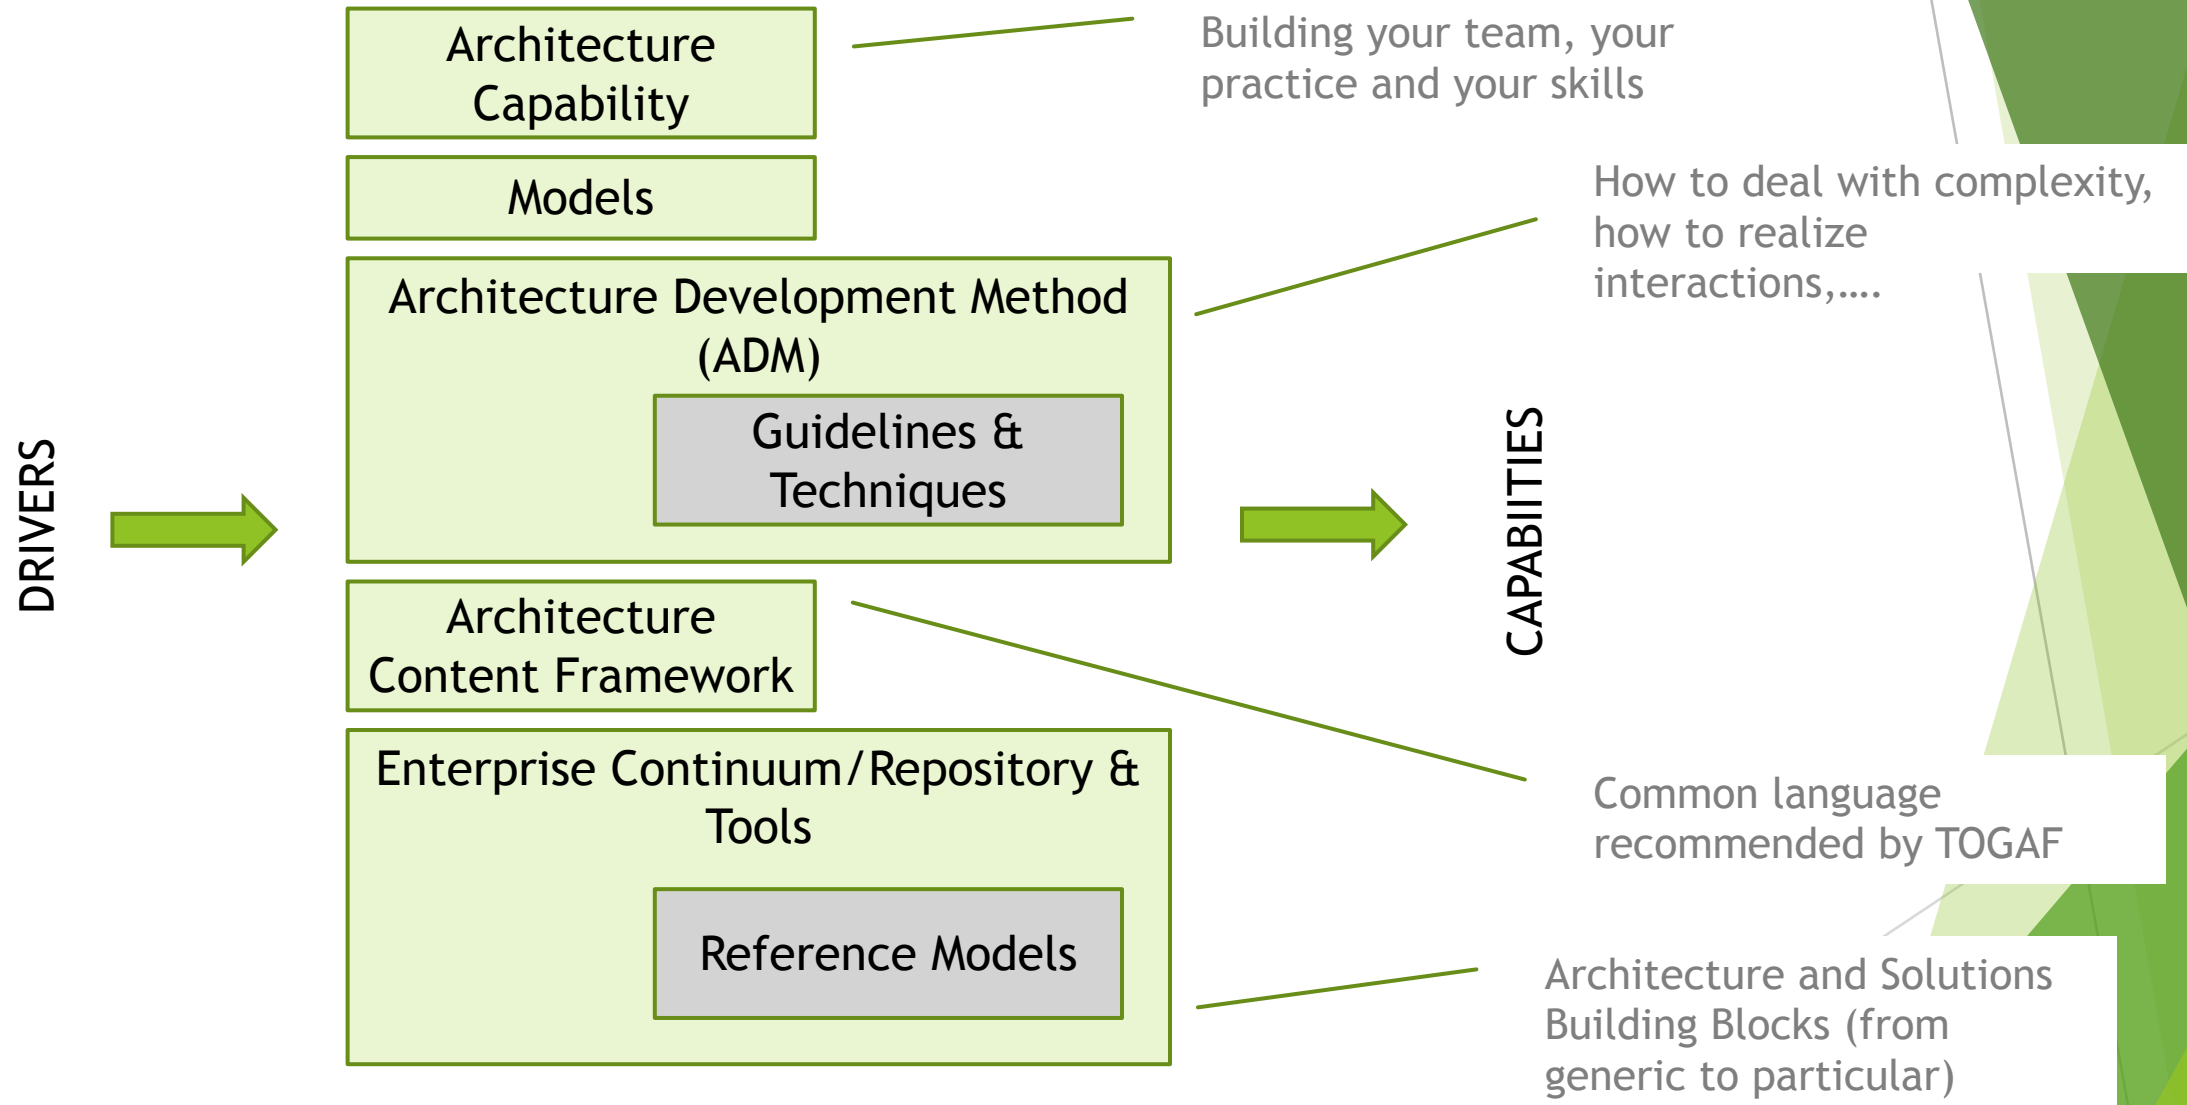 Architecture
Capability
Building your team, your
practice and your skills
Models
How to deal with complexity,
how to realize
interactions,....
Architecture Development Method
(ADM)
Guidelines &
Techniques
DRIVERS
CAPABIITIES
Architecture
Content Framework
Common language
recommended by TOGAF
Enterprise Continuum/Repository &
Tools
Reference Models
Architecture and Solutions
Building Blocks (from
generic to particular)